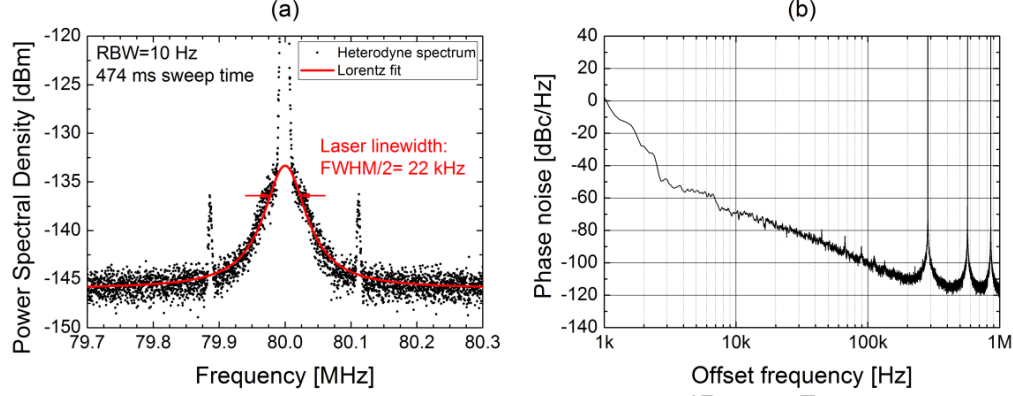 (a)
Power Spectral Density [dBm]
-120
-125
-130
-135
-140
-145
-150
RBW=10 Hz
474 ms sweep time
Heterodyne spectrum
Lorentz fit
Laser linewidth:
FWHM/2= 22 kHz
79.7 79.8 79.9 80.0 80.1 80.2 80.3
Frequency [MHz]
(b)
Phase noise [dBc/Hz]
40
20
0
-20
-40
-60
-80
-100
-120
-140
1k 10k 100k 1M
Offset frequency [Hz]